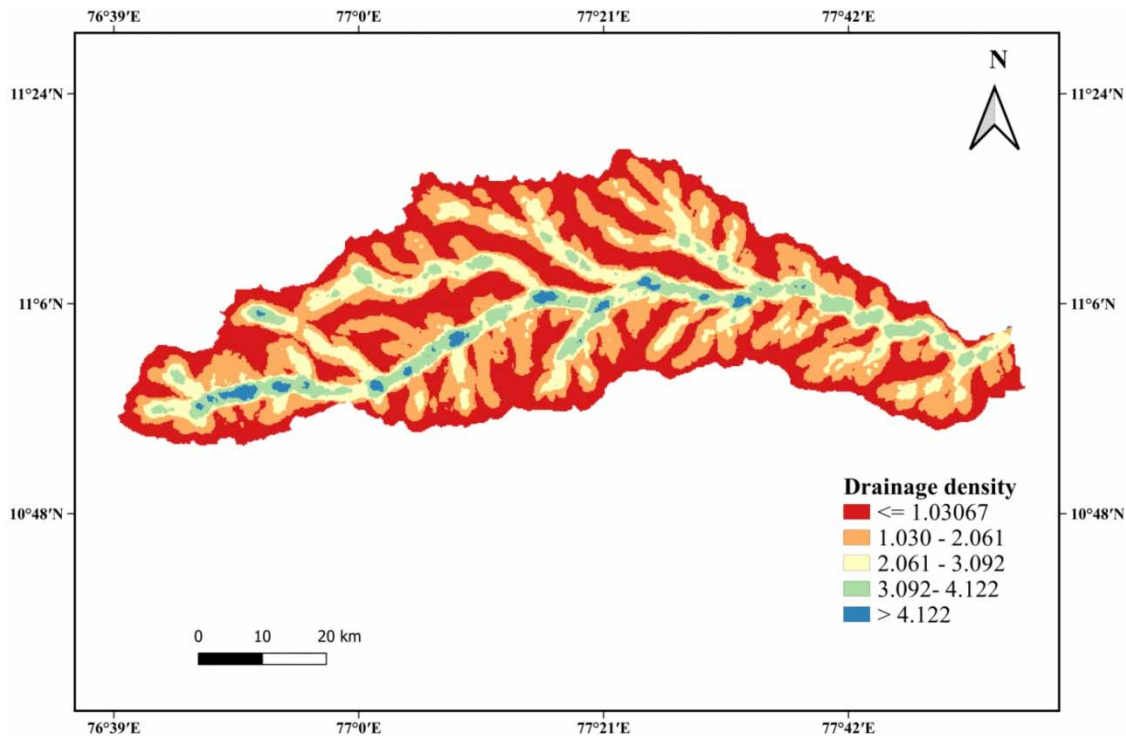 76°39′E 77°0′E 77°21′E 77°42′E
N
11°24′N 11°24′N
11°6′N 11°6′N
10°48′N 10°48′N
Drainage density
<= 1.03067
1.030 - 2.061
2.061 - 3.092
3.092- 4.122
> 4.122
0 10 20 km
76°39′E 77°0′E 77°21′E 77°42′E